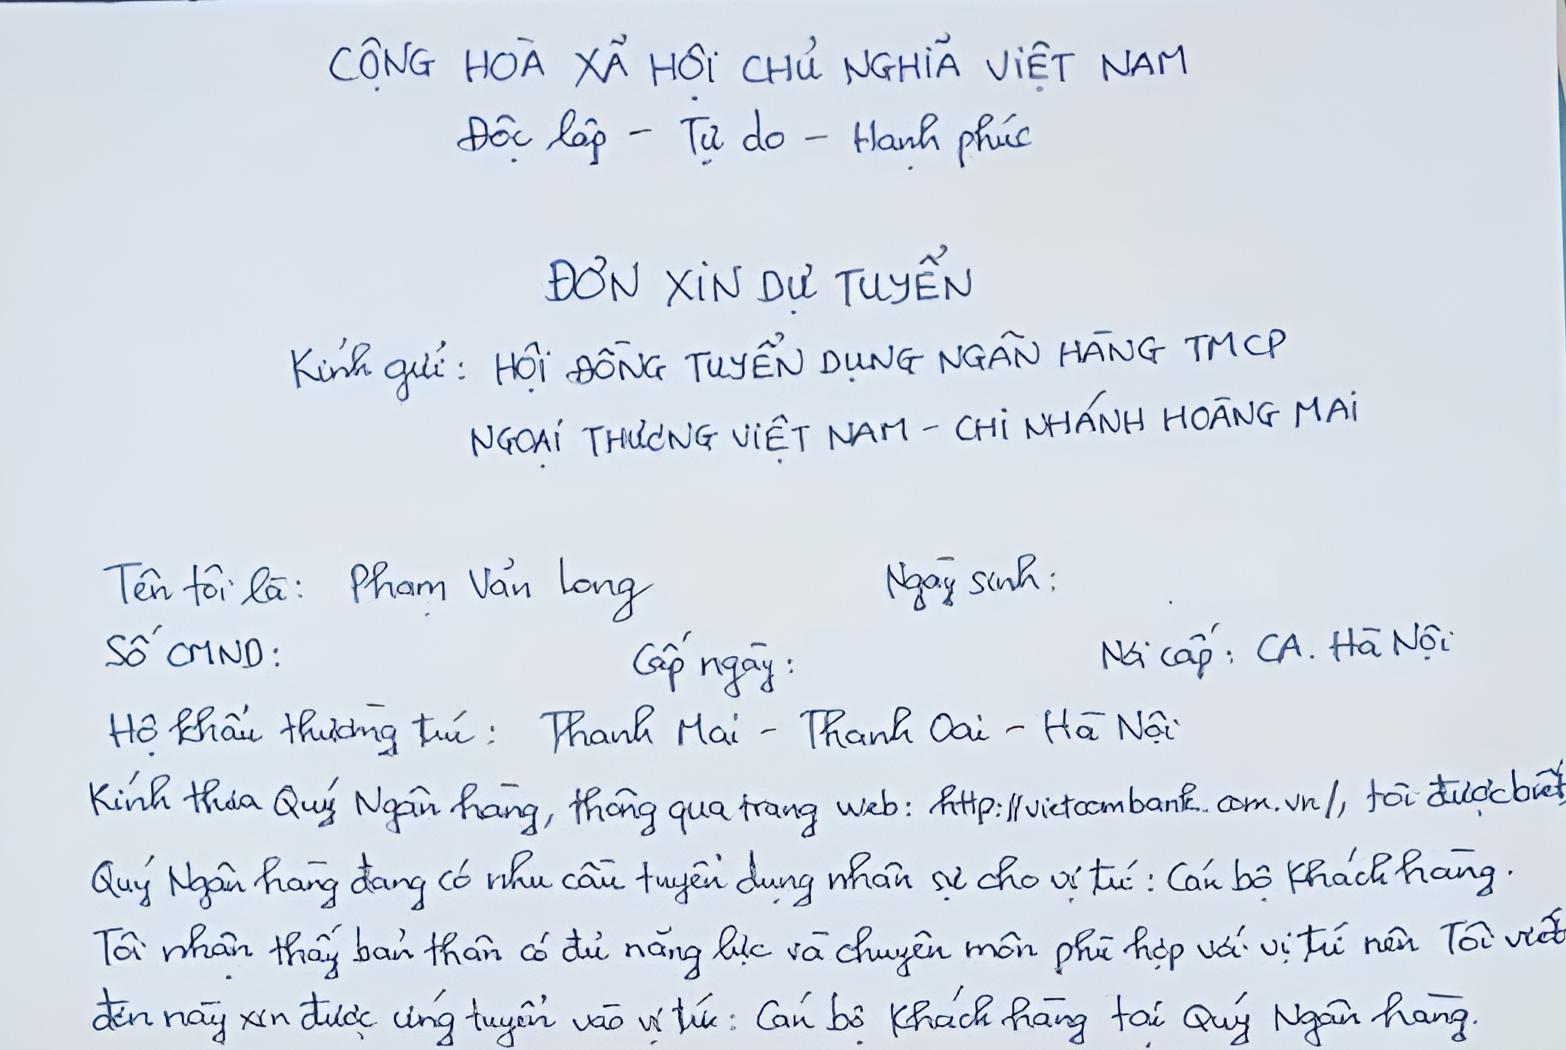 CỘNG HOÀ XÃ HỘI CHỦ NGHĨA VIỆT NAM
Độc lập - Tự do - Hạnh phúc
ĐƠN XIN DỰ TUYỂN
Kính gửi: HỘI ĐỒNG TUYỂN DỤNG NGÂN HÀNG TMCP
NGOẠI THƯƠNG VIỆT NAM - CHI NHÁNH HOÀNG MAI
Tên tôi là: Phạm Văn Long Ngày sinh:
Số CMND: Cấp ngày: Nơi cấp: CA. Hà Nội
Hộ khẩu thường trú: Thanh Mai - Thanh Oai - Hà Nội
Kính thưa Quý Ngân hàng, thông qua trang web: http://vietcombank.com.vn/, tôi được biết
Quý Ngân hàng đang có nhu cầu tuyển dụng nhân sự cho vị trí: Cán bộ Khách hàng.
Tôi nhận thấy bản thân có đủ năng lực và chuyên môn phù hợp với vị trí nên Tôi viết
đơn này xin được ứng tuyển vào vị trí: Cán bộ Khách hàng tại Quý Ngân hàng.